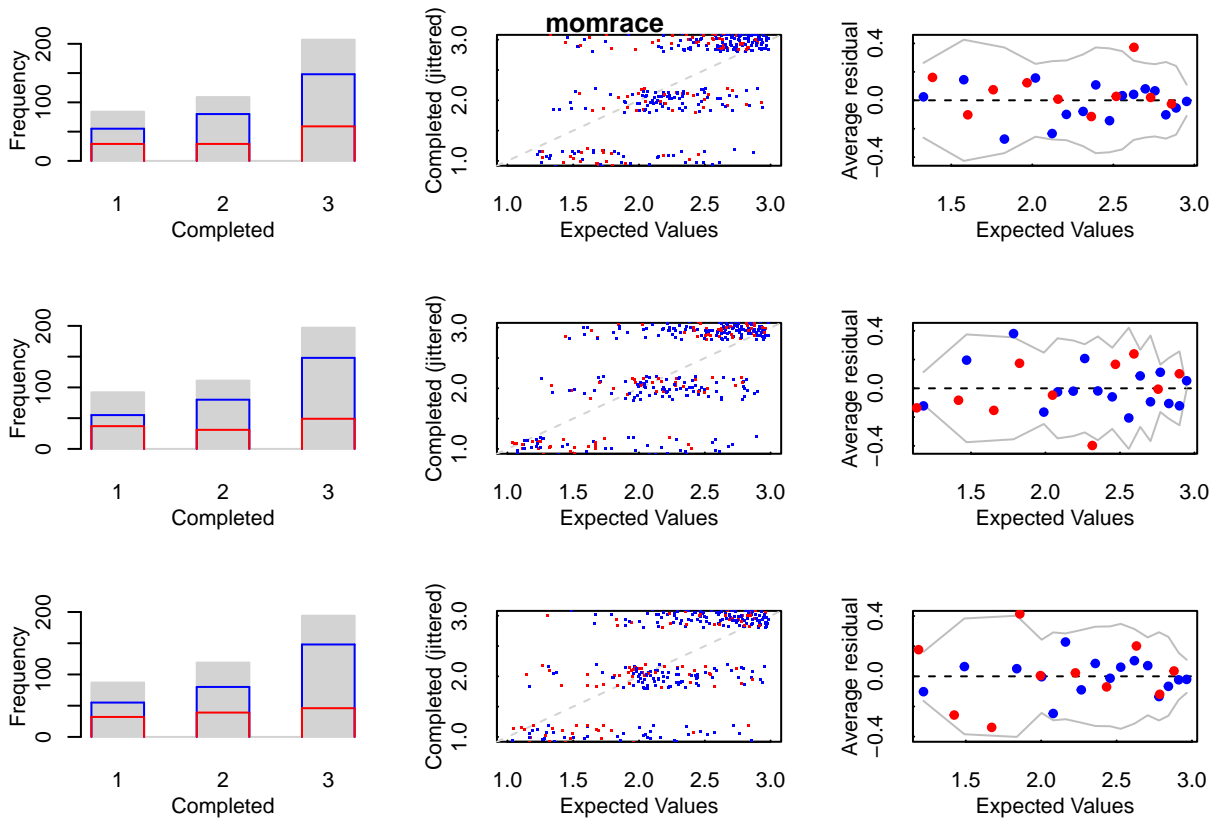 momrace
Frequency
0 100 200
1 2 3
Completed
Completed (jittered)
1.0 2.0 3.0
1.0 1.5 2.0 2.5 3.0
Expected Values
Average residual
−0.4 0.0 0.4
1.5 2.0 2.5 3.0
Expected Values
Frequency
0 100 200
1 2 3
Completed
Completed (jittered)
1.0 2.0 3.0
1.0 1.5 2.0 2.5 3.0
Expected Values
Average residual
−0.4 0.0 0.4
1.5 2.0 2.5 3.0
Expected Values
Frequency
0 100 200
1 2 3
Completed
Completed (jittered)
1.0 2.0 3.0
1.0 1.5 2.0 2.5 3.0
Expected Values
Average residual
−0.4 0.0 0.4
1.5 2.0 2.5 3.0
Expected Values